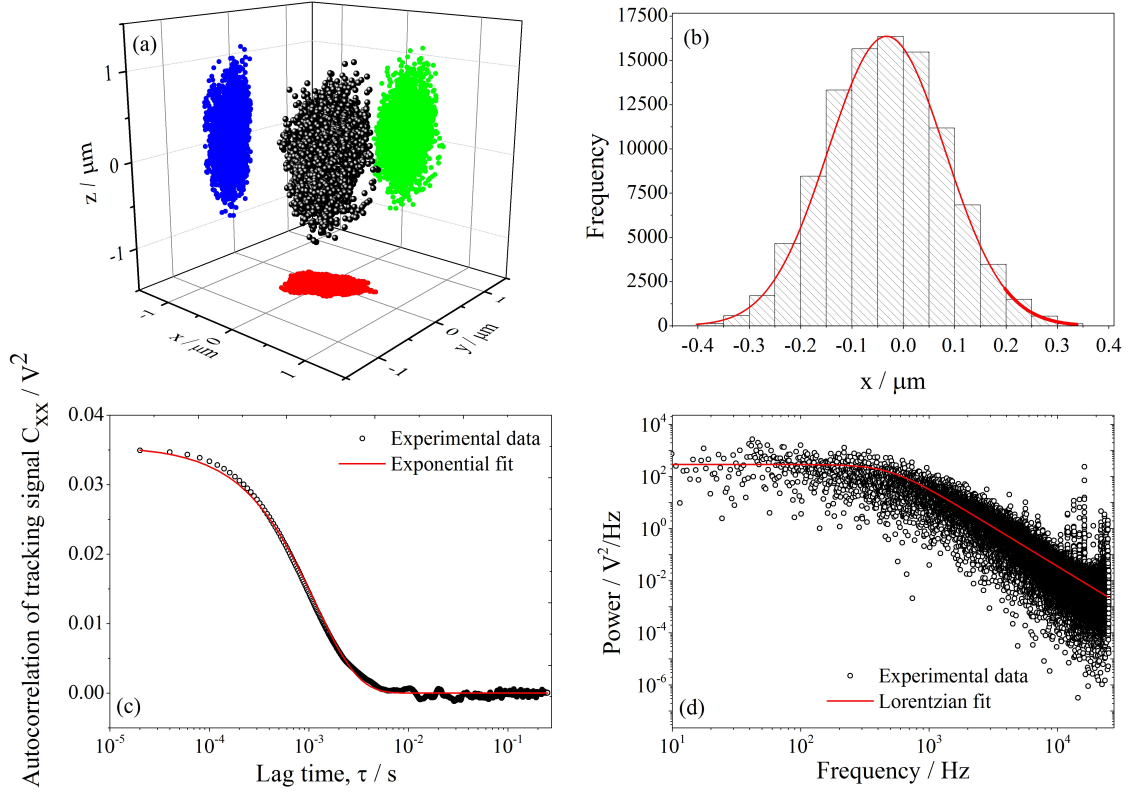 (a)
1
0
-1
z / μm
-1
0
1
x / μm
-1
0
1
y / μm
(b)
17500
15000
12500
10000
7500
5000
2500
0
Frequency
-0.4 -0.3 -0.2 -0.1 0.0 0.1 0.2 0.3 0.4
x / μm
Autocorrelation of tracking signal C_XX / V^2
0.04
0.03
0.02
0.01
0.00
Experimental data
Exponential fit
(c)
10^-5 10^-4 10^-3 10^-2 10^-1
Lag time, τ / s
Power / V^2/Hz
10^4
10^2
10^0
10^-2
10^-4
10^-6
Experimental data
Lorentzian fit
(d)
10^1 10^2 10^3 10^4
Frequency / Hz